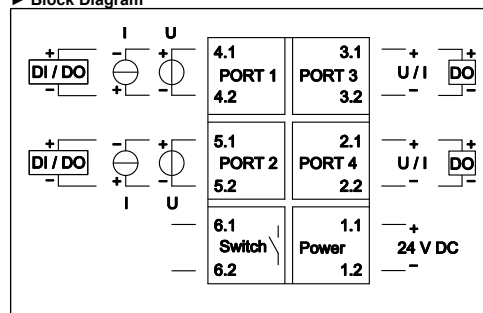 ► Block Diagram
I U
+ - + 4.1 3.1 + +
DI / DO PORT 1 PORT 3 U / I DO
- + - 4.2 3.2 - -
+ - + 5.1 2.1 + +
DI / DO PORT 2 PORT 4 U / I DO
- + - 5.2 2.2 - -
I U
6.1 1.1 +
Switch Power 24 V DC
6.2 1.2 -